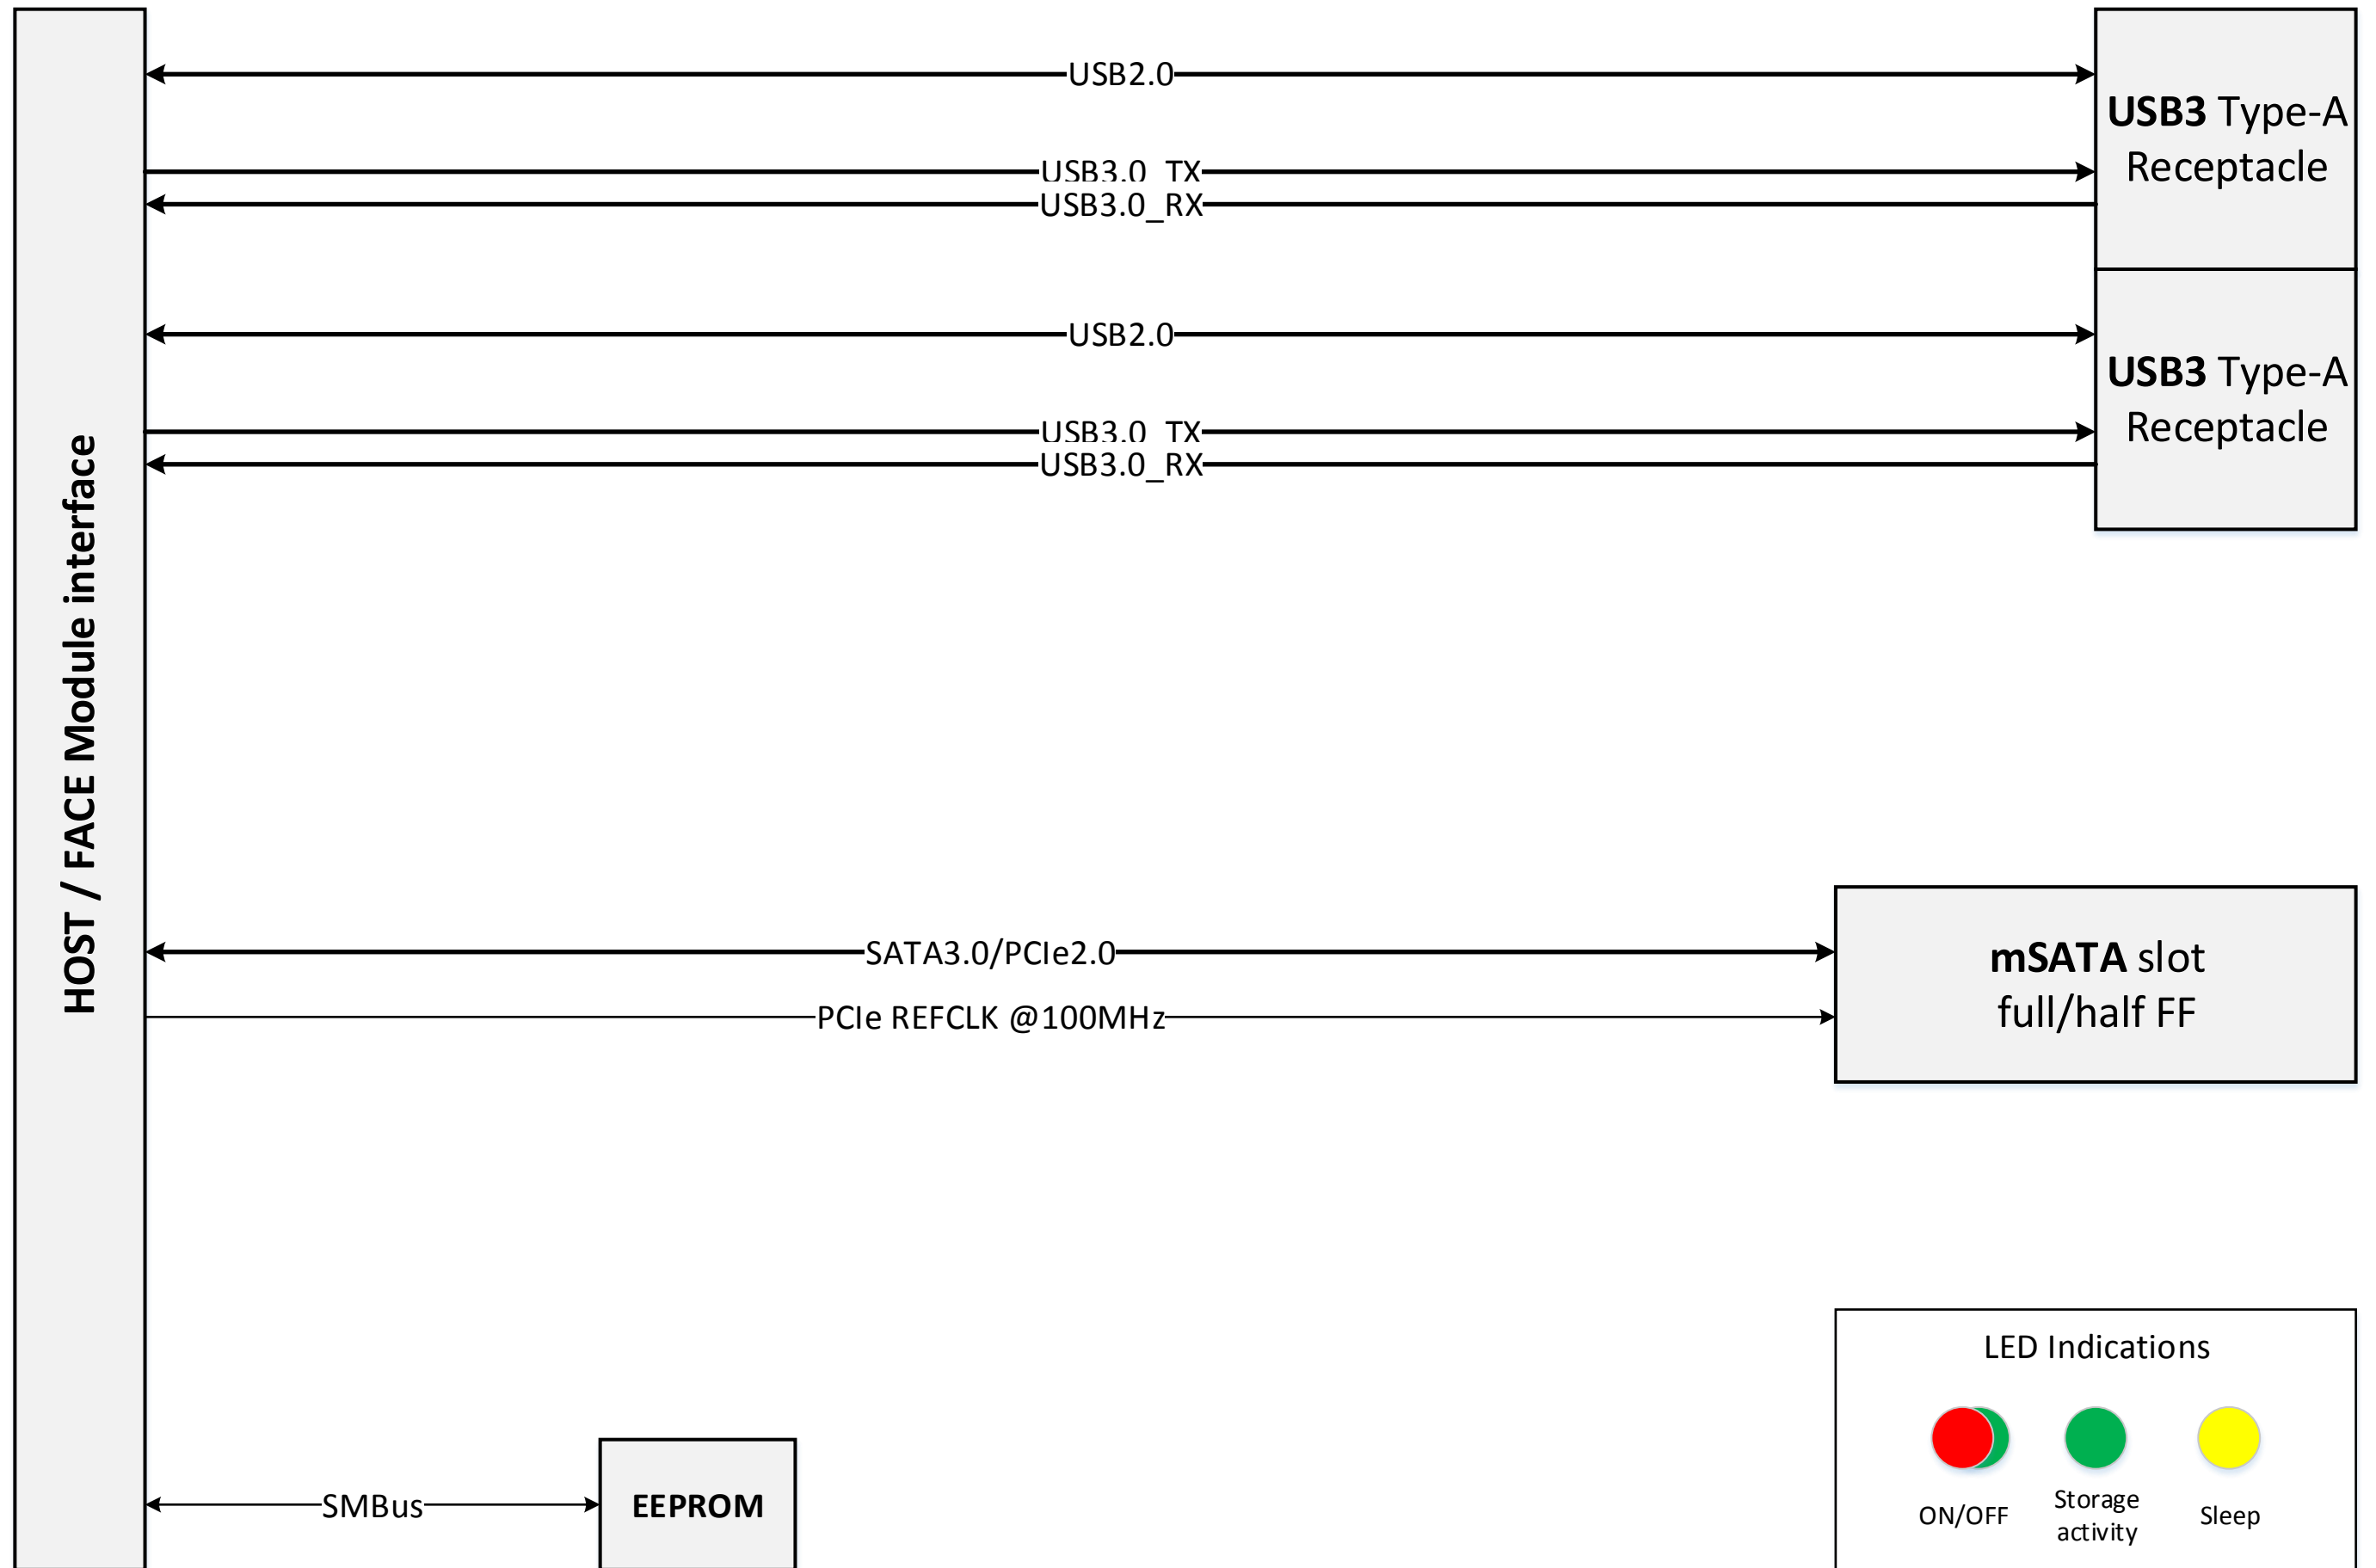 HOST / FACE Module interface
USB2.0
USB3.0_TX
USB3.0_RX
USB3 Type-A
Receptacle
USB2.0
USB3.0_TX
USB3.0_RX
USB3 Type-A
Receptacle
SATA3.0/PCIe2.0
PCIe REFCLK @100MHz
mSATA slot
full/half FF
SMBus
EEPROM
LED Indications
ON/OFF
Storage
activity
Sleep